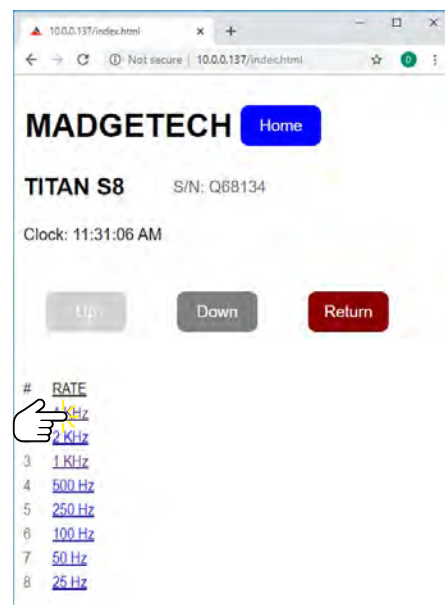 10.0.0.137/index.html
Not secure | 10.0.0.137/index.html
MADGETECH Home
TITAN S8 S/N: Q68134
Clock: 11:31:06 AM
Up Down Return
# RATE
KHz
2 KHz
3 1 KHz
4 500 Hz
5 250 Hz
6 100 Hz
7 50 Hz
8 25 Hz